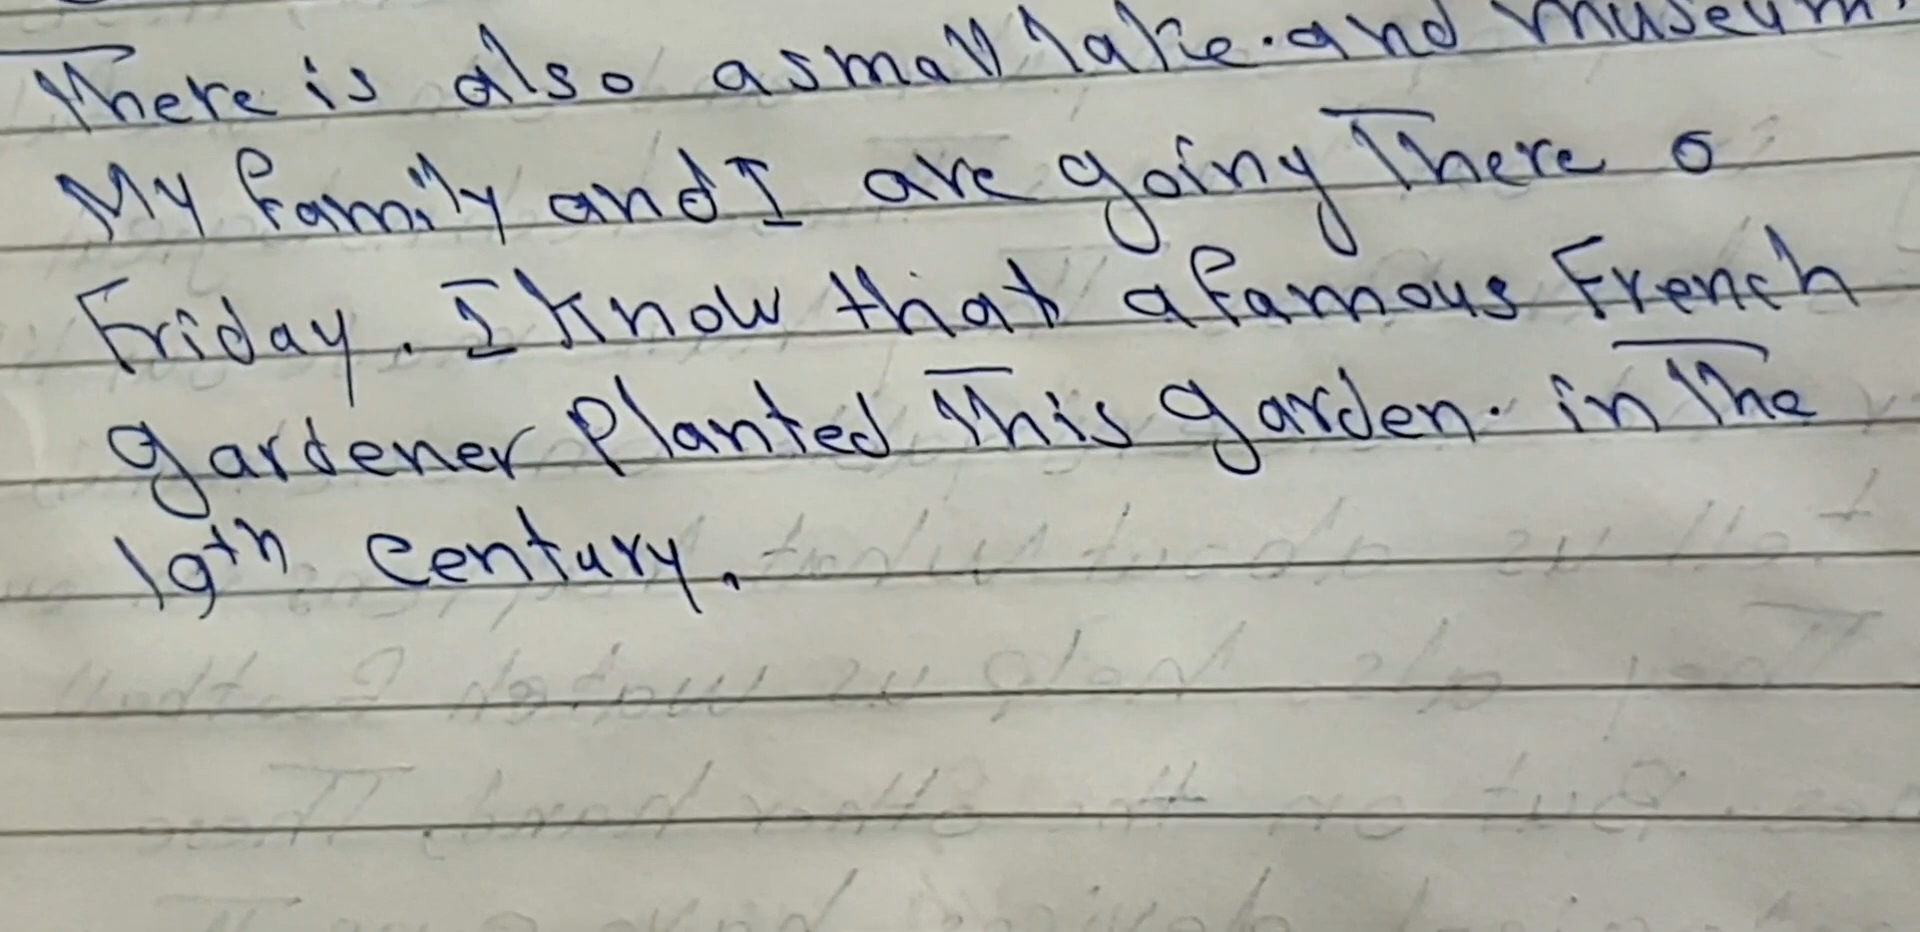 There is also a small lake. and museum.
My family and I are going There o
Friday. I know that a famous French
gardener Planted This garden. in The
19th century.